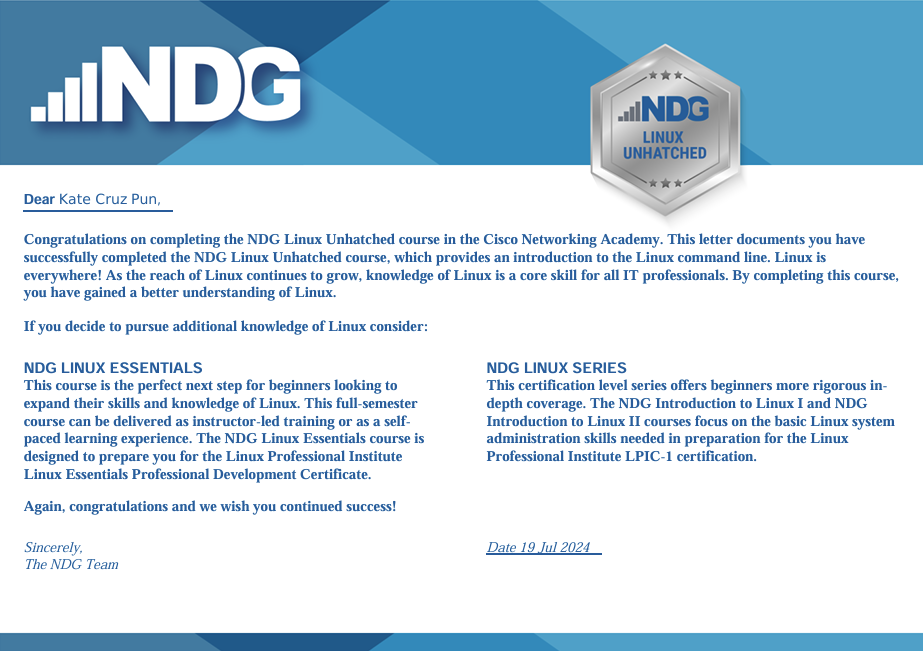 NDG
NDG
LINUX
UNHATCHED
Dear Kate Cruz Pun,
Congratulations on completing the NDG Linux Unhatched course in the Cisco Networking Academy. This letter documents you have
successfully completed the NDG Linux Unhatched course, which provides an introduction to the Linux command line. Linux is
everywhere! As the reach of Linux continues to grow, knowledge of Linux is a core skill for all IT professionals. By completing this course,
you have gained a better understanding of Linux.
If you decide to pursue additional knowledge of Linux consider:
NDG LINUX ESSENTIALS
This course is the perfect next step for beginners looking to
expand their skills and knowledge of Linux. This full-semester
course can be delivered as instructor-led training or as a self-
paced learning experience. The NDG Linux Essentials course is
designed to prepare you for the Linux Professional Institute
Linux Essentials Professional Development Certificate.
NDG LINUX SERIES
This certification level series offers beginners more rigorous in-
depth coverage. The NDG Introduction to Linux I and NDG
Introduction to Linux II courses focus on the basic Linux system
administration skills needed in preparation for the Linux
Professional Institute LPIC-1 certification.
Again, congratulations and we wish you continued success!
Sincerely,
The NDG Team
Date 19 Jul 2024